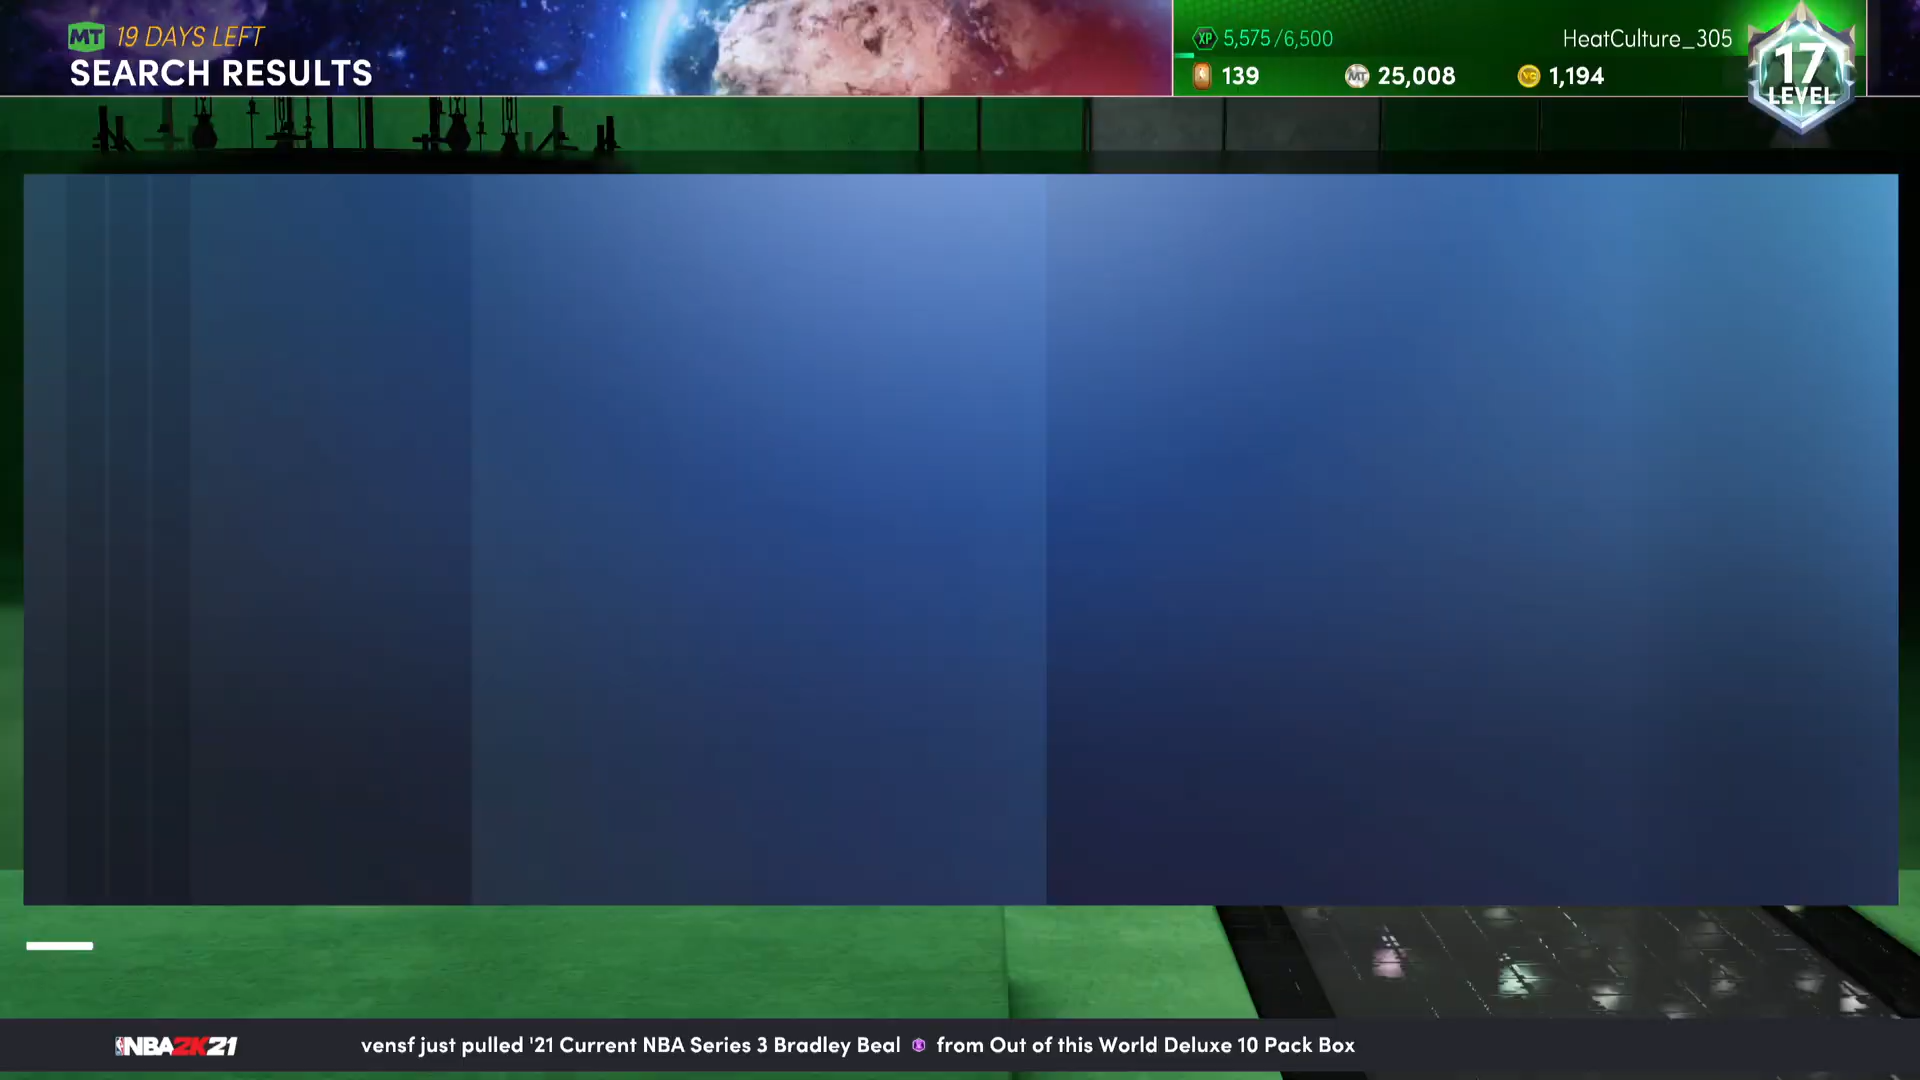 MT 19 DAYS LEFT
SEARCH RESULTS
XP 5,575/6,500
HeatCulture_305
139
MT 25,008
VC 1,194
17
LEVEL
NBA2K21
vensf just pulled '21 Current NBA Series 3 Bradley Beal from Out of this World Deluxe 10 Pack Box